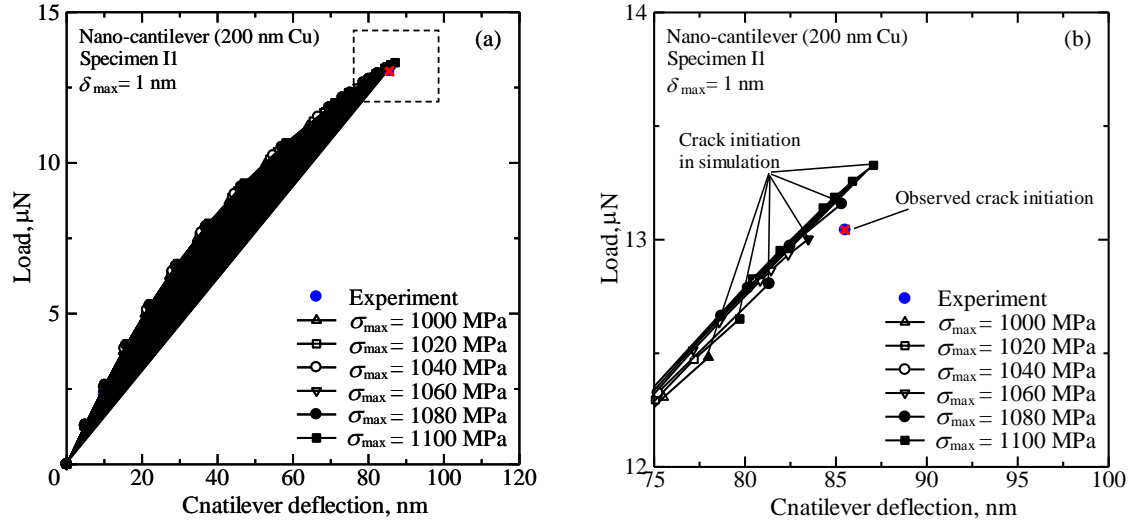 Nano-cantilever (200 nm Cu)
(a)
Specimen I1
δmax= 1 nm
15
10
5
0
Load, μN
Experiment
σmax= 1000 MPa
σmax= 1020 MPa
σmax= 1040 MPa
σmax= 1060 MPa
σmax= 1080 MPa
σmax= 1100 MPa
0 20 40 60 80 100 120
Cnatilever deflection, nm
Nano-cantilever (200 nm Cu)
(b)
Specimen I1
δmax= 1 nm
14
13
12
Load, μN
Crack initiation
in simulation
Observed crack initiation
Experiment
σmax= 1000 MPa
σmax= 1020 MPa
σmax= 1040 MPa
σmax= 1060 MPa
σmax= 1080 MPa
σmax= 1100 MPa
75 80 85 90 95 100
Cnatilever deflection, nm